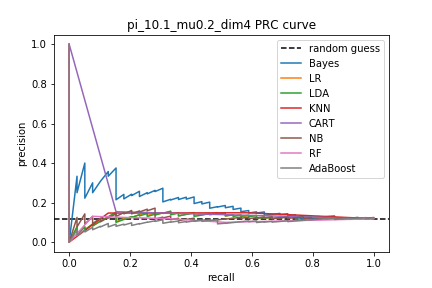 pi_10.1_mu0.2_dim4 PRC curve
1.0
0.8
0.6
0.4
0.2
0.0
precision
random guess
Bayes
LR
LDA
KNN
CART
NB
RF
AdaBoost
0.0 0.2 0.4 0.6 0.8 1.0
recall